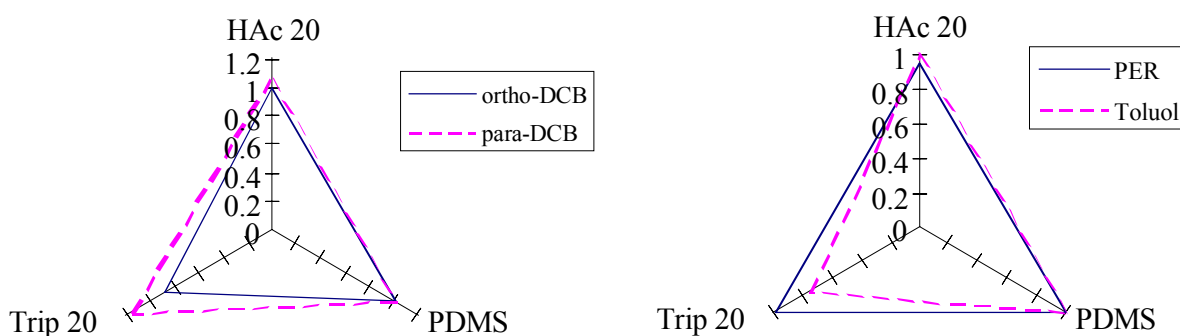 HAc 20
1.2
1
0.8
0.6
0.4
0.2
0
Trip 20
PDMS
ortho-DCB
para-DCB
HAc 20
1
0.8
0.6
0.4
0.2
0
Trip 20
PDMS
PER
Toluol